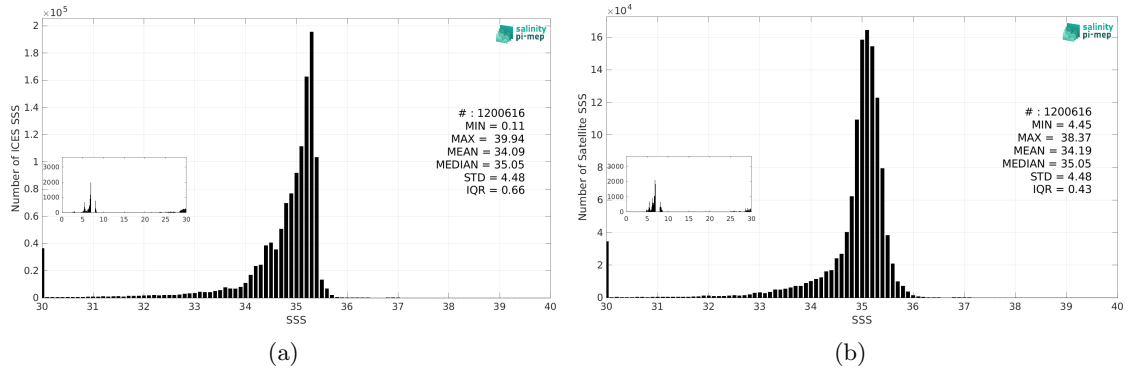 ×10⁵
2
1.8
1.6
1.4
1.2
1
0.8
0.6
0.4
0.2
0
Number of ICES SSS
salinity
pi-mep
# : 1200616
MIN = 0.11
MAX = 39.94
MEAN = 34.09
MEDIAN = 35.05
STD = 4.48
IQR = 0.66
3000
2000
1000
0
0 5 10 15 20 25 30
30 31 32 33 34 35 36 37 38 39 40
SSS
(a)
×10⁴
16
14
12
10
8
6
4
2
0
Number of Satellite SSS
salinity
pi-mep
# : 1200616
MIN = 4.45
MAX = 38.37
MEAN = 34.19
MEDIAN = 35.05
STD = 4.48
IQR = 0.43
3000
2000
1000
0
0 5 10 15 20 25 30
30 31 32 33 34 35 36 37 38 39 40
SSS
(b)